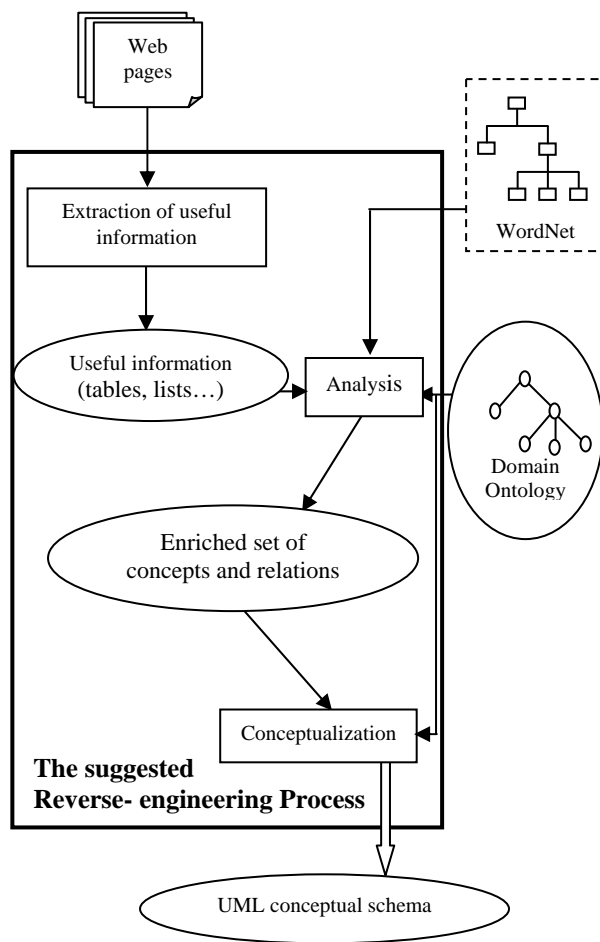 Web
pages
Extraction of useful
information
WordNet
Useful information
(tables, lists…)
Analysis
Domain
Ontology
Enriched set of
concepts and relations
Conceptualization
The suggested
Reverse- engineering Process
UML conceptual schema